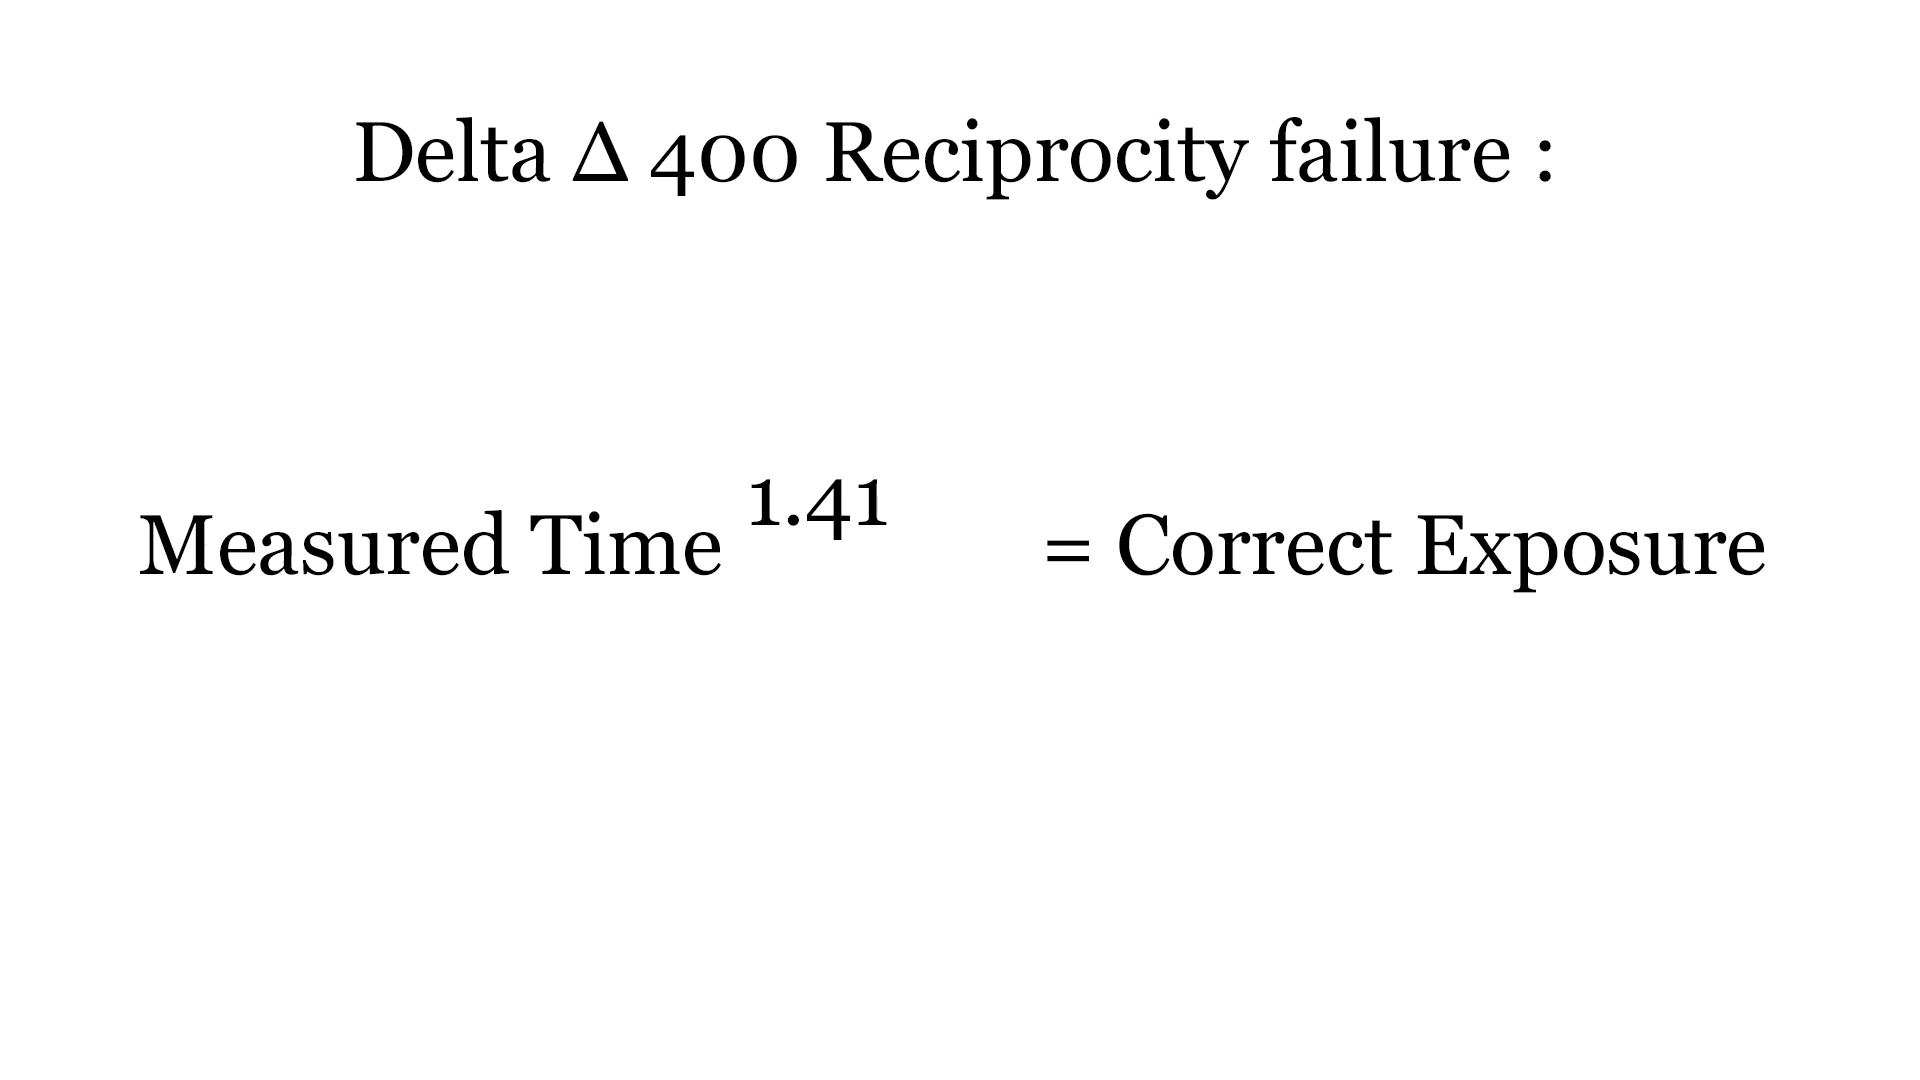 Delta Δ 400 Reciprocity failure :
Measured Time ^1.41 = Correct Exposure